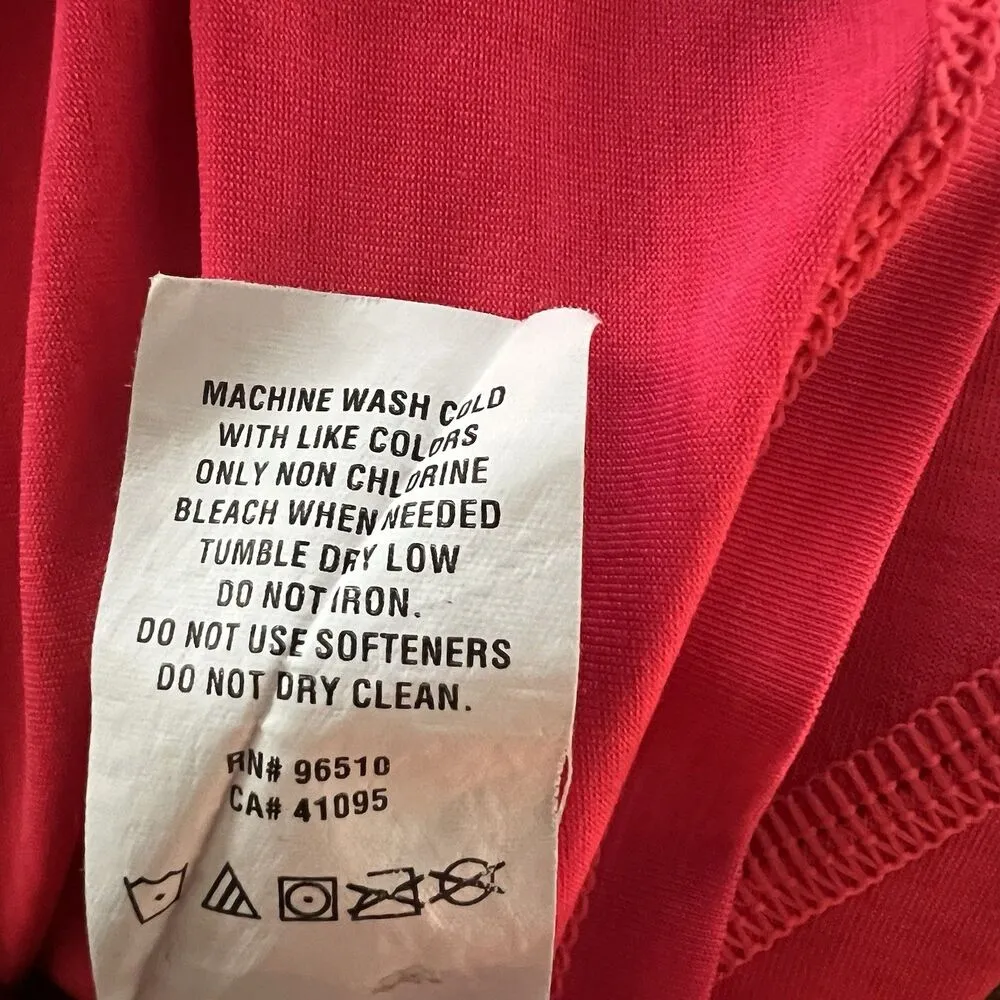 MACHINE WASH COLD
WITH LIKE COLORS
ONLY NON CHLORINE
BLEACH WHEN NEEDED
TUMBLE DRY LOW
DO NOT IRON.
DO NOT USE SOFTENERS
DO NOT DRY CLEAN.
RN# 96510
CA# 41095